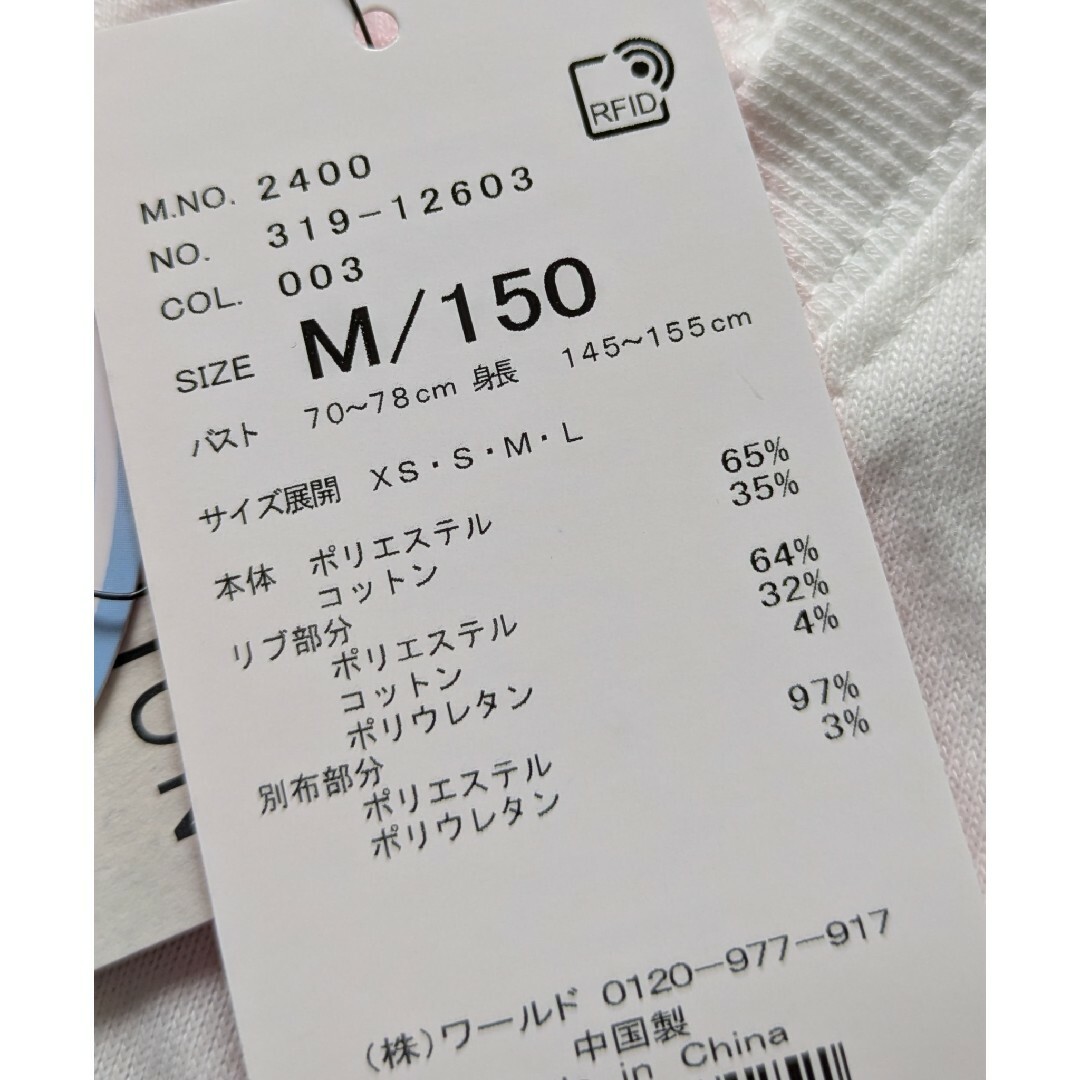 RFID
M.NO. 2400
NO. 319-12603
COL. 003
SIZE M/150
バスト 70~78cm 身長 145~155cm
サイズ展開 XS・S・M・L
本体 ポリエステル 65%
コットン 35%
リブ部分
ポリエステル 64%
コットン 32%
ポリウレタン 4%
別布部分
ポリエステル 97%
ポリウレタン 3%
(株)ワールド 0120-977-917
中国製
in China